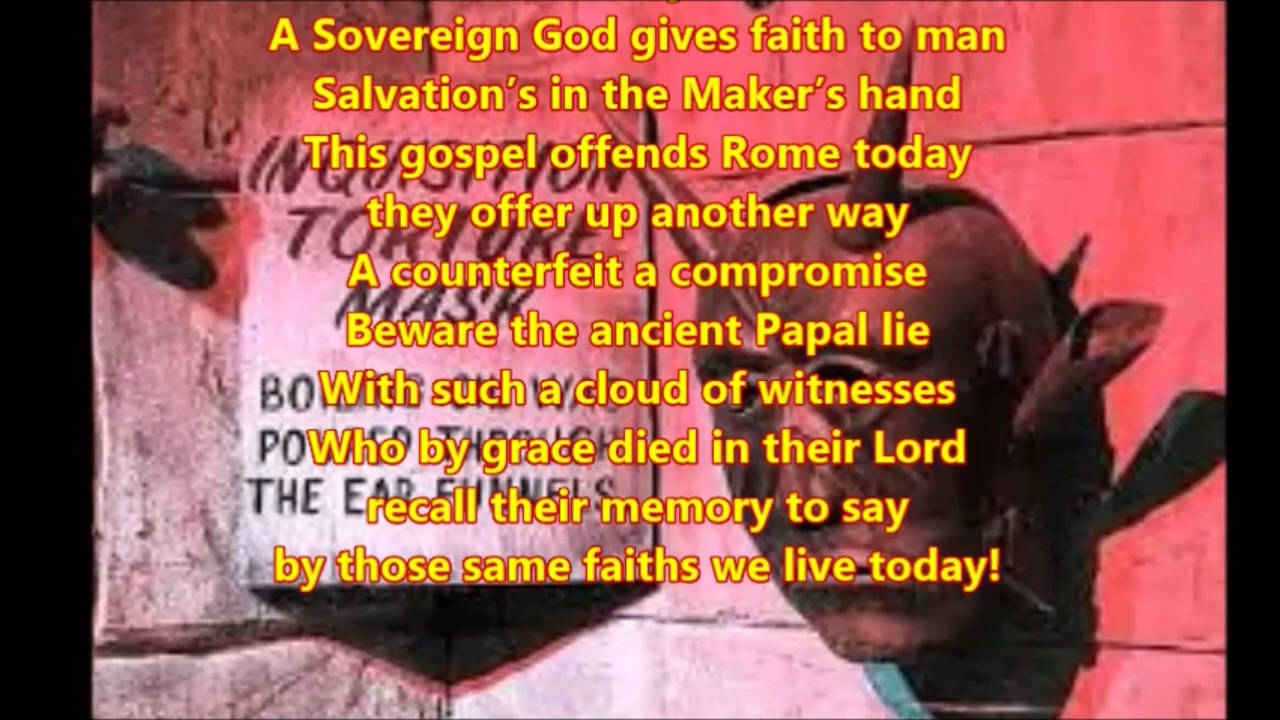 A Sovereign God gives faith to man
Salvation's in the Maker's hand
This gospel offends Rome today
they offer up another way
A counterfeit a compromise
Beware the ancient Papal lie
With such a cloud of witnesses
Who by grace died in their Lord
recall their memory to say
by those same faiths we live today!
INQUISITION
TORTURE
MASK
THROUGH
THE EAR FUNNELS